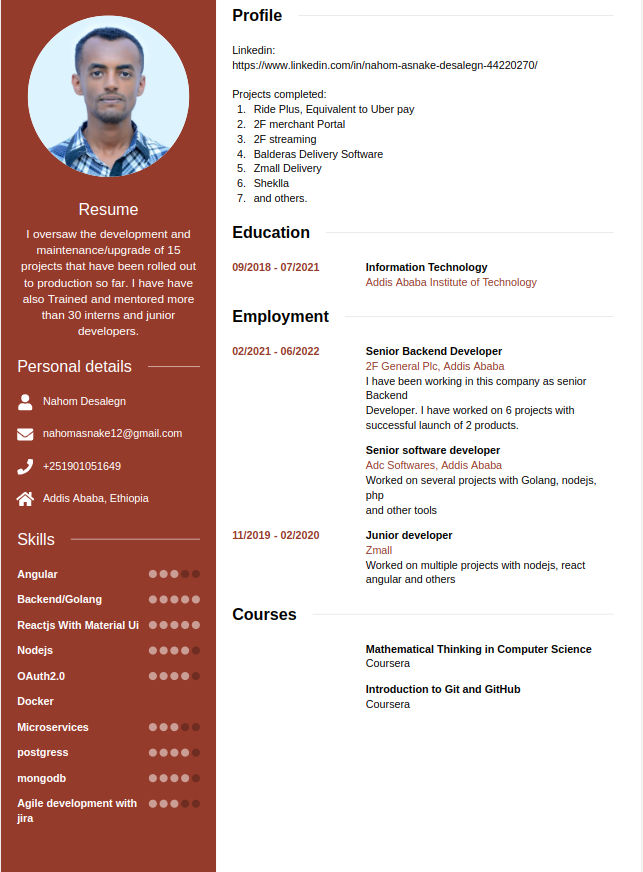 Resume
I oversaw the development and
maintenance/upgrade of 15
projects that have been rolled out
to production so far. I have have
also Trained and mentored more
than 30 interns and junior
developers.
Personal details
Nahom Desalegn
nahomasnake12@gmail.com
+251901051649
Addis Ababa, Ethiopia
Skills
Angular
Backend/Golang
Reactjs With Material Ui
Nodejs
OAuth2.0
Docker
Microservices
postgress
mongodb
Agile development with
jira
Profile
Linkedin:
https://www.linkedin.com/in/nahom-asnake-desalegn-44220270/
Projects completed:
1. Ride Plus, Equivalent to Uber pay
2. 2F merchant Portal
3. 2F streaming
4. Balderas Delivery Software
5. Zmall Delivery
6. Sheklla
7. and others.
Education
09/2018 - 07/2021 Information Technology
Addis Ababa Institute of Technology
Employment
02/2021 - 06/2022 Senior Backend Developer
2F General Plc, Addis Ababa
I have been working in this company as senior
Backend
Developer. I have worked on 6 projects with
successful launch of 2 products.
Senior software developer
Adc Softwares, Addis Ababa
Worked on several projects with Golang, nodejs,
php
and other tools
11/2019 - 02/2020 Junior developer
Zmall
Worked on multiple projects with nodejs, react
angular and others
Courses
Mathematical Thinking in Computer Science
Coursera
Introduction to Git and GitHub
Coursera